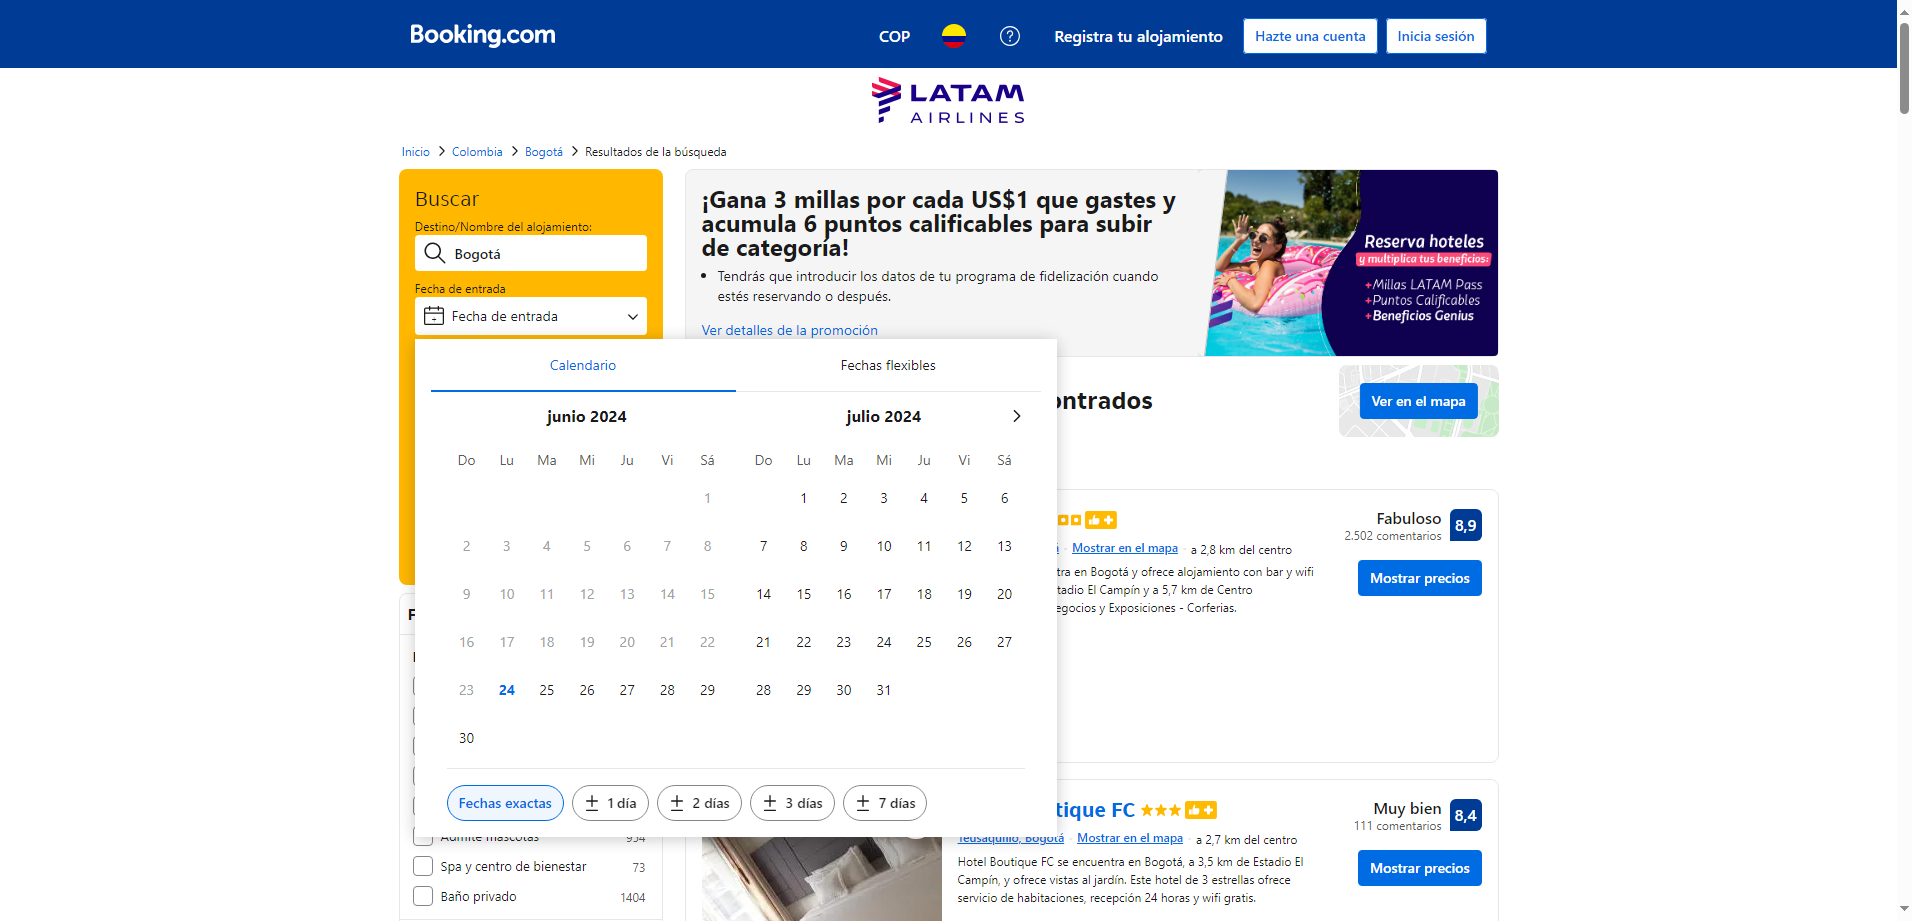 Booking.com
COP
Registra tu alojamiento
Hazte una cuenta
Inicia sesión
LATAM
AIRLINES
Inicio > Colombia > Bogotá > Resultados de la búsqueda
Buscar
Destino/Nombre del alojamiento:
Bogotá
Fecha de entrada
Fecha de entrada
¡Gana 3 millas por cada US$1 que gastes y
acumula 6 puntos calificables para subir
de categoría!
• Tendrás que introducir los datos de tu programa de fidelización cuando
estés reservando o después.
Ver detalles de la promoción
Reserva hoteles
y multiplica tus beneficios:
+Millas LATAM Pass
+Puntos Calificables
+Beneficios Genius
Calendario
Fechas flexibles
junio 2024
Do Lu Ma Mi Ju Vi Sá
1
2 3 4 5 6 7 8
9 10 11 12 13 14 15
16 17 18 19 20 21 22
23 24 25 26 27 28 29
30
julio 2024
Do Lu Ma Mi Ju Vi Sá
1 2 3 4 5 6
7 8 9 10 11 12 13
14 15 16 17 18 19 20
21 22 23 24 25 26 27
28 29 30 31
Fechas exactas
± 1 día
± 2 días
± 3 días
± 7 días
ontrados
Ver en el mapa
Fabuloso
2.502 comentarios
8,9
Mostrar en el mapa · a 2,8 km del centro
tra en Bogotá y ofrece alojamiento con bar y wifi
tadio El Campín y a 5,7 km de Centro
egocios y Exposiciones - Corferias.
Mostrar precios
tique FC
Muy bien
111 comentarios
8,4
Teusaquillo, Bogotá · Mostrar en el mapa · a 2,7 km del centro
Hotel Boutique FC se encuentra en Bogotá, a 3,5 km de Estadio El
Campín, y ofrece vistas al jardín. Este hotel de 3 estrellas ofrece
servicio de habitaciones, recepción 24 horas y wifi gratis.
Mostrar precios
Admite mascotas 954
Spa y centro de bienestar 73
Baño privado 1404